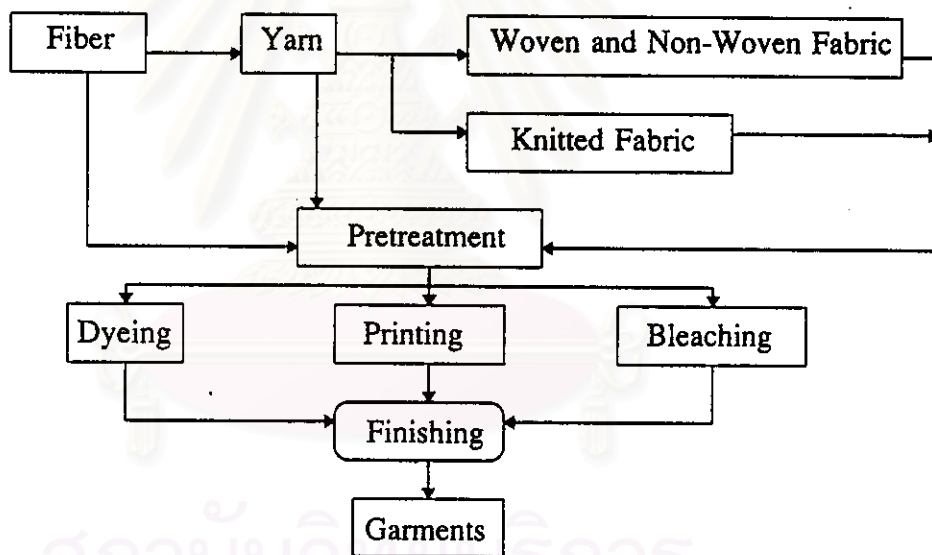 Fiber
Yarn
Woven and Non-Woven Fabric
Knitted Fabric
Pretreatment
Dyeing
Printing
Bleaching
Finishing
Garments